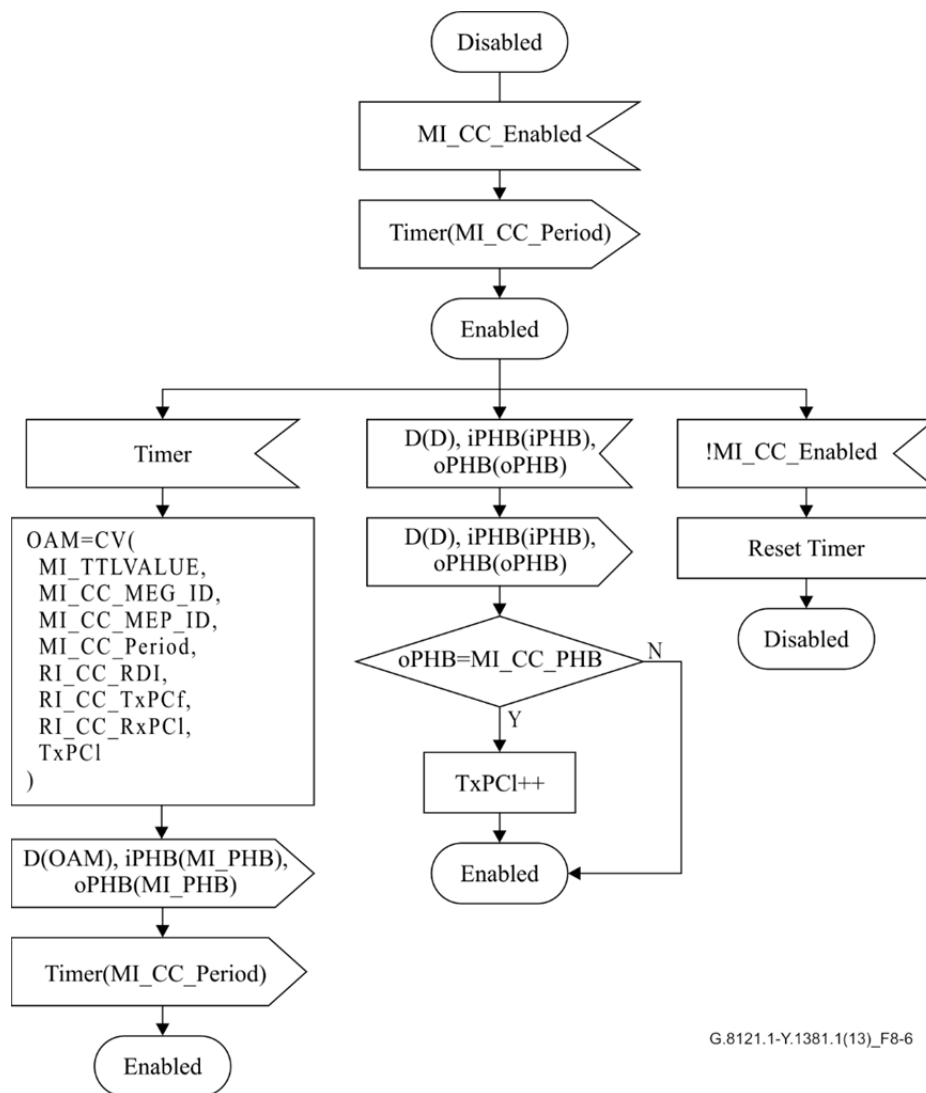 Disabled
MI_CC_Enabled
Timer(MI_CC_Period)
Enabled
Timer
OAM=CV(
MI_TTLVALUE,
MI_CC_MEG_ID,
MI_CC_MEP_ID,
MI_CC_Period,
RI_CC_RDI,
RI_CC_TxPCf,
RI_CC_RxPCl,
TxPCl
)
D(OAM), iPHB(MI_PHB),
oPHB(MI_PHB)
Timer(MI_CC_Period)
Enabled
D(D), iPHB(iPHB),
oPHB(oPHB)
D(D), iPHB(iPHB),
oPHB(oPHB)
oPHB=MI_CC_PHB
N
Y
TxPCl++
Enabled
!MI_CC_Enabled
Reset Timer
Disabled
G.8121.1-Y.1381.1(13)_F8-6